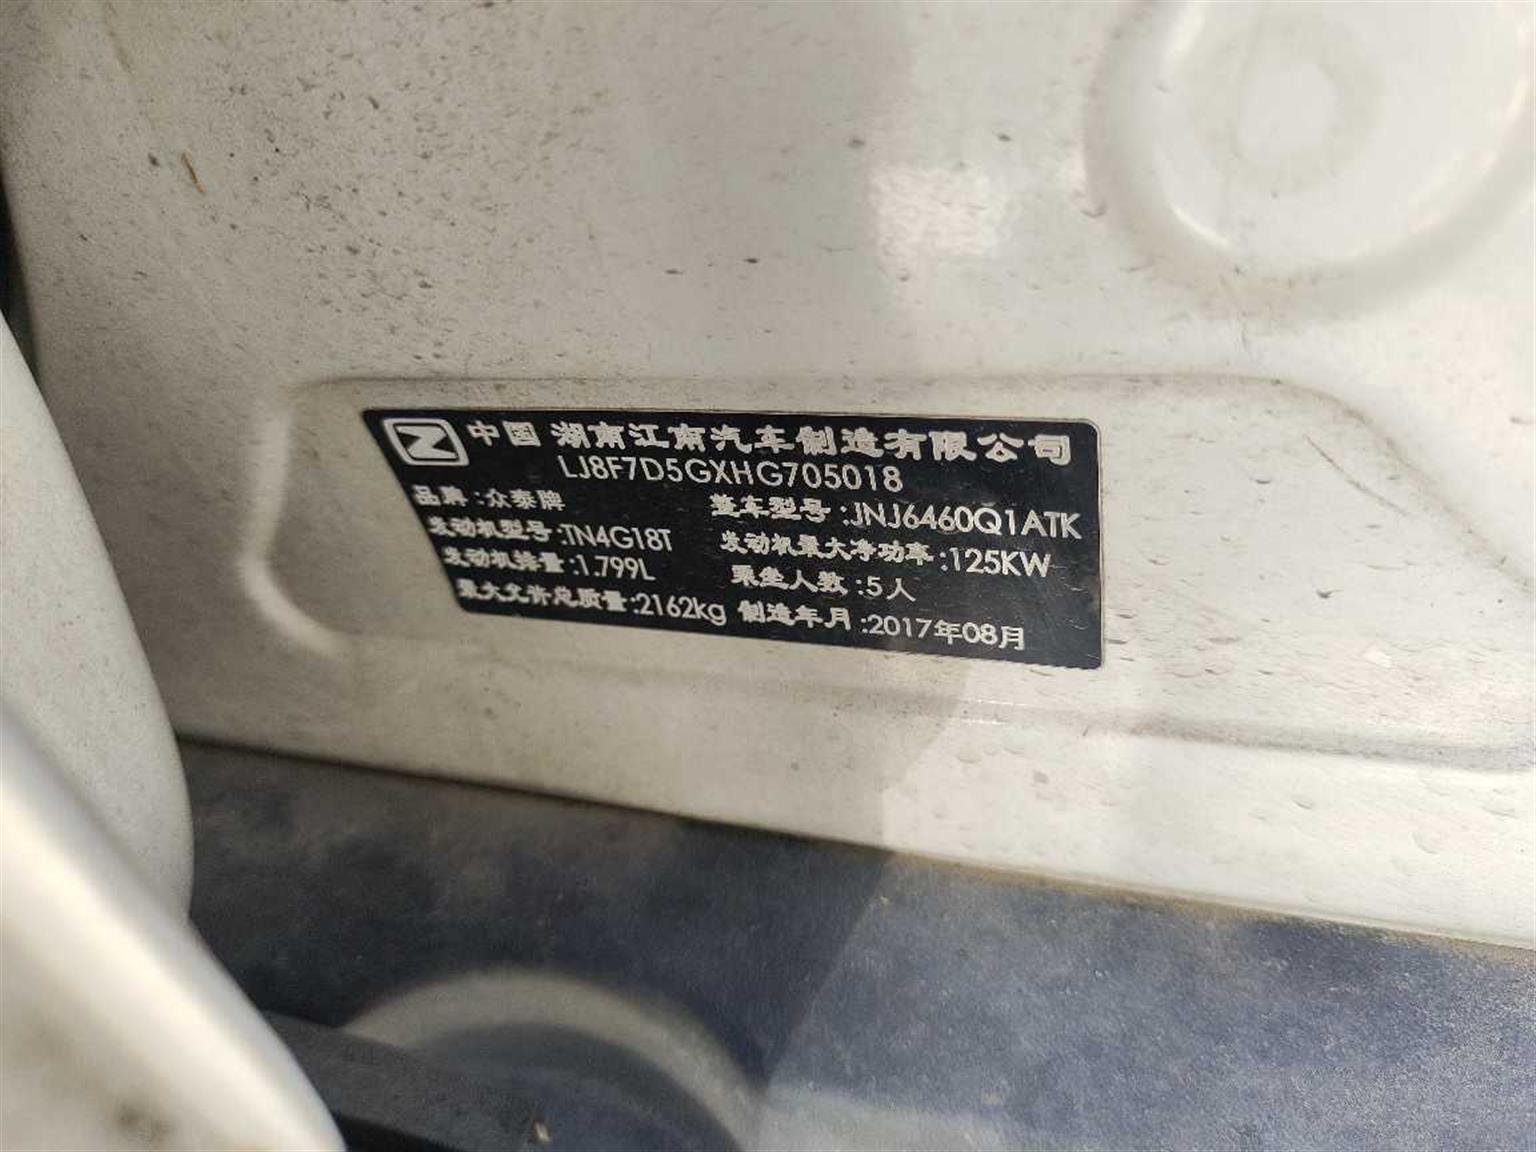 中国 湖南江南汽车制造有限公司
LJ8F7D5GXHG705018
品牌:众泰牌 整车型号:JNJ6460Q1ATK
发动机型号:TN4G18T 发动机最大净功率:125KW
发动机排量:1.799L 乘坐人数:5人
最大允许总质量:2162kg 制造年月:2017年08月